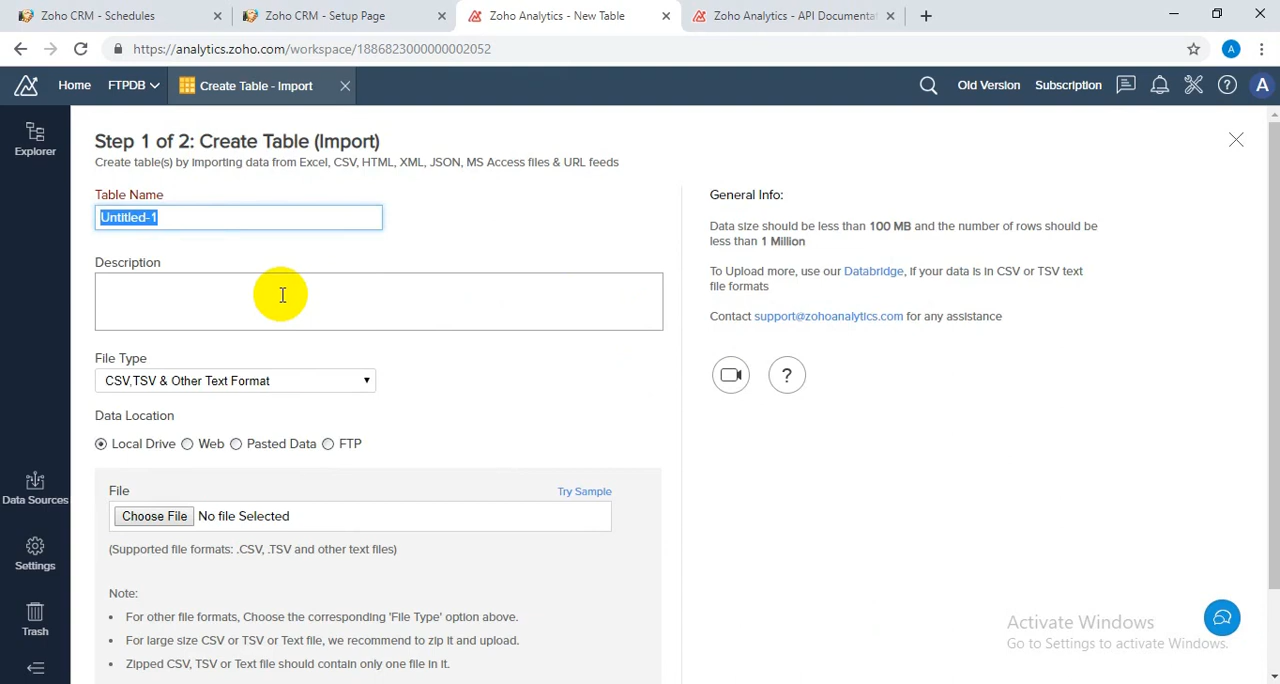 Zoho CRM - Schedules
Zoho CRM - Setup Page
Zoho Analytics - New Table
Zoho Analytics - API Documenta
https://analytics.zoho.com/workspace/1886823000000002052
A
Home
FTPDB
Create Table - Import
Old Version
Subscription
A
Explorer
Data Sources
Settings
Trash
Step 1 of 2: Create Table (Import)
Create table(s) by importing data from Excel, CSV, HTML, XML, JSON, MS Access files & URL feeds
Table Name
Untitled-1
Description
File Type
CSV,TSV & Other Text Format
Data Location
Local Drive Web Pasted Data FTP
File
Try Sample
Choose File No file Selected
(Supported file formats: .CSV, .TSV and other text files)
Note:
• For other file formats, Choose the corresponding 'File Type' option above.
• For large size CSV or TSV or Text file, we recommend to zip it and upload.
• Zipped CSV, TSV or Text file should contain only one file in it.
General Info:
Data size should be less than 100 MB and the number of rows should be
less than 1 Million
To Upload more, use our Databridge, if your data is in CSV or TSV text
file formats
Contact support@zohoanalytics.com for any assistance
?
Activate Windows
Go to Settings to activate Windows.